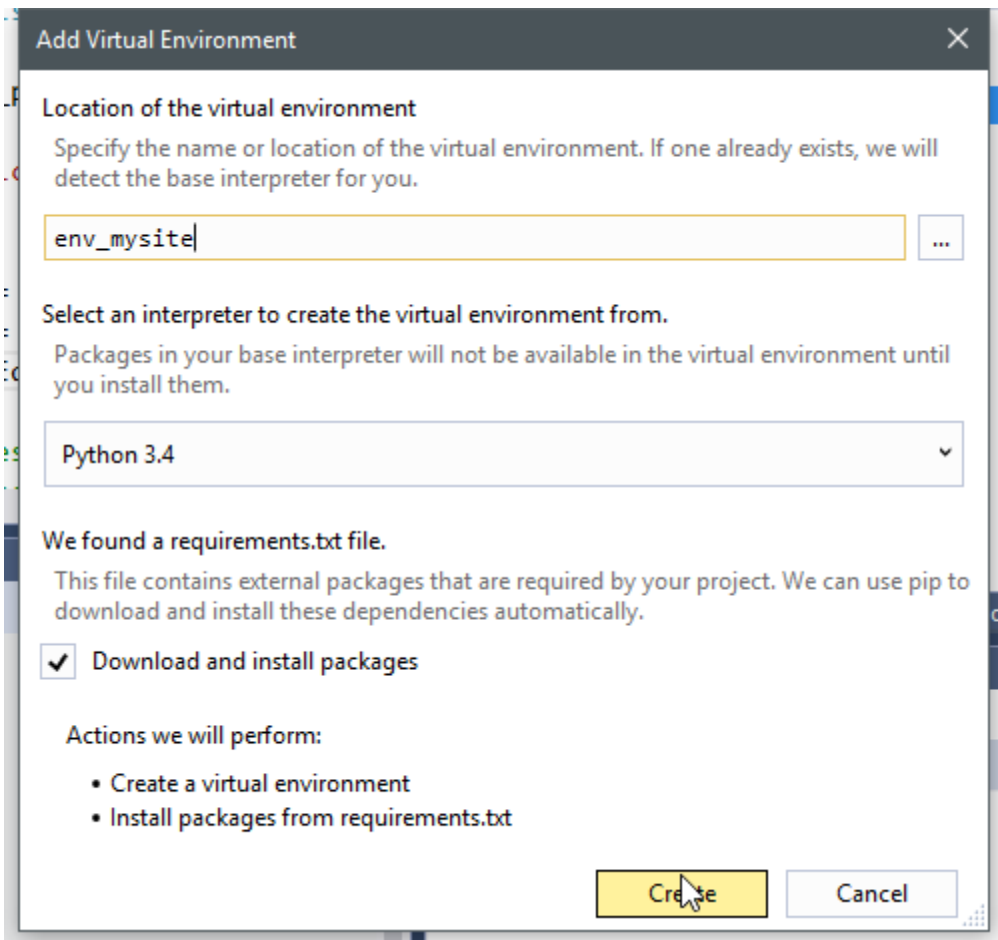 Add Virtual Environment
Location of the virtual environment
Specify the name or location of the virtual environment. If one already exists, we will
detect the base interpreter for you.
env_mysite
...
Select an interpreter to create the virtual environment from.
Packages in your base interpreter will not be available in the virtual environment until
you install them.
Python 3.4
We found a requirements.txt file.
This file contains external packages that are required by your project. We can use pip to
download and install these dependencies automatically.
Download and install packages
Actions we will perform:
• Create a virtual environment
• Install packages from requirements.txt
Create
Cancel